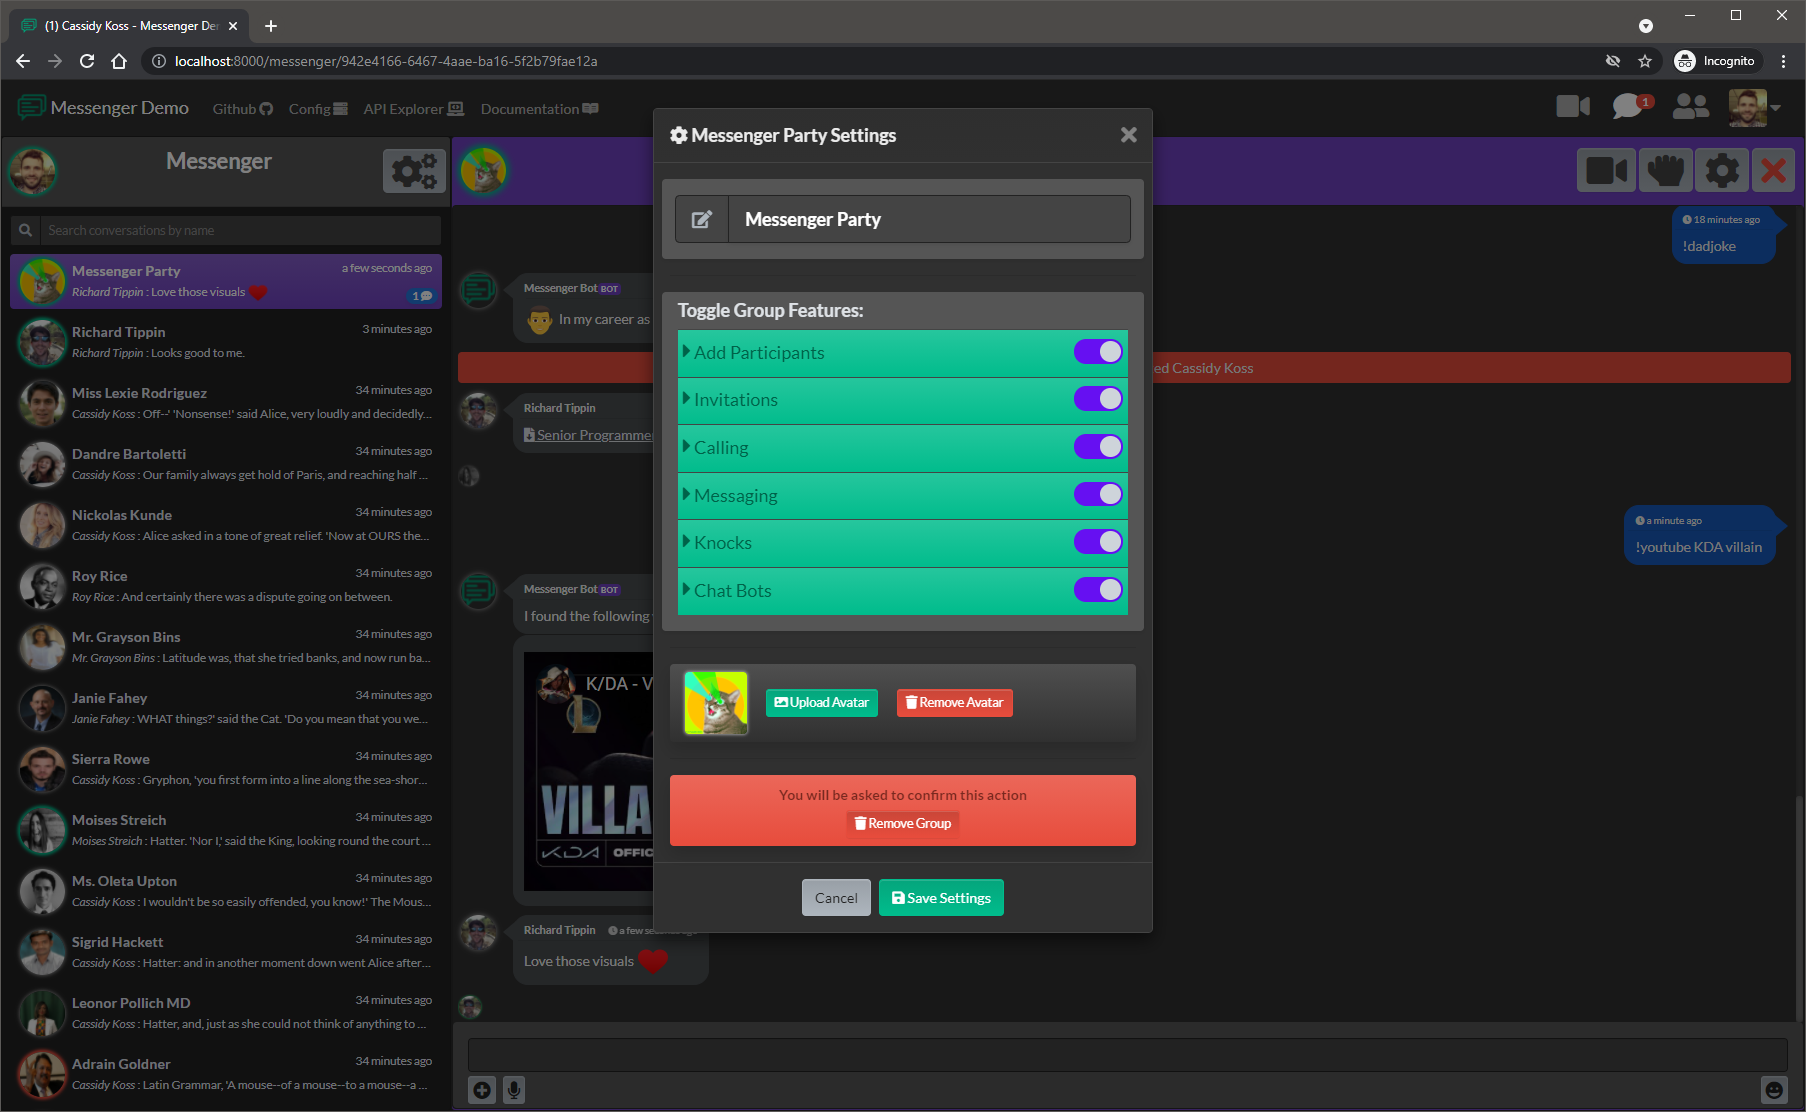 (1) Cassidy Koss - Messenger De
localhost:8000/messenger/942e4166-6467-4aae-ba16-5f2b79fae12a
Incognito
Messenger Demo
Github
Config
API Explorer
Documentation
1
Messenger
Search conversations by name
Messenger Party
a few seconds ago
Richard Tippin : Love those visuals
1
Richard Tippin
3 minutes ago
Richard Tippin : Looks good to me.
Miss Lexie Rodriguez
34 minutes ago
Cassidy Koss : Off--' 'Nonsense!' said Alice, very loudly and decidedly,...
Dandre Bartoletti
34 minutes ago
Cassidy Koss : Our family always get hold of Paris, and reaching half ...
Nickolas Kunde
34 minutes ago
Cassidy Koss : Alice asked in a tone of great relief. 'Now at OURS the...
Roy Rice
34 minutes ago
Roy Rice : And certainly there was a dispute going on between.
Mr. Grayson Bins
34 minutes ago
Mr. Grayson Bins : Latitude was, that she tried banks, and now run ba...
Janie Fahey
34 minutes ago
Janie Fahey : WHAT things?' said the Cat. 'Do you mean that you we...
Sierra Rowe
34 minutes ago
Cassidy Koss : Gryphon, 'you first form into a line along the sea-shor...
Moises Streich
34 minutes ago
Moises Streich : Hatter. 'Nor I,' said the King, looking round the court ...
Ms. Oleta Upton
34 minutes ago
Cassidy Koss : I wouldn't be so easily offended, you know!' The Mous...
Sigrid Hackett
34 minutes ago
Cassidy Koss : Hatter: and in another moment down went Alice after...
Leonor Pollich MD
34 minutes ago
Cassidy Koss : Hatter, and, just as she could not think of anything to ...
Adrain Goldner
34 minutes ago
Cassidy Koss : Latin Grammar, 'A mouse--of a mouse--to a mouse--a ...
18 minutes ago
!dadjoke
Messenger Bot BOT
In my career as
ed Cassidy Koss
Richard Tippin
Senior Programme
a minute ago
!youtube KDA villain
Messenger Bot BOT
I found the following
K/DA - V
VILLA
KDA OFFIC
Richard Tippin
a few se
Love those visuals
Messenger Party Settings
Messenger Party
Toggle Group Features:
Add Participants
Invitations
Calling
Messaging
Knocks
Chat Bots
Upload Avatar
Remove Avatar
You will be asked to confirm this action
Remove Group
Cancel
Save Settings